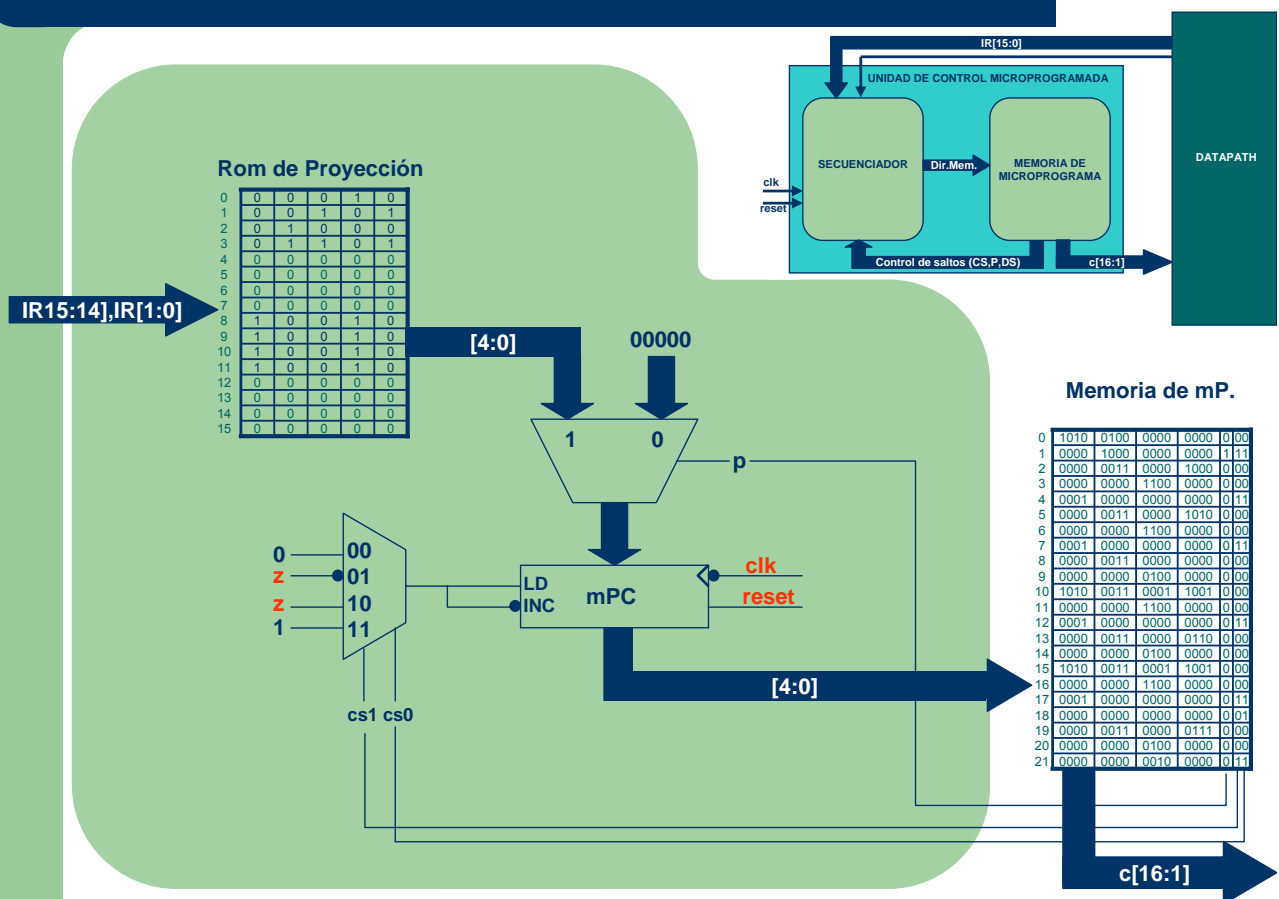 IR[15:0]
UNIDAD DE CONTROL MICROPROGRAMADA
SECUENCIADOR
Dir.Mem.
MEMORIA DE
MICROPROGRAMA
DATAPATH
clk
reset
Control de saltos (CS,P,DS)
c[16:1]
Rom de Proyección
0 0 0 0 1 0
1 0 0 1 0 1
2 0 1 0 0 0
3 0 1 1 0 1
4 0 0 0 0 0
5 0 0 0 0 0
6 0 0 0 0 0
7 0 0 0 0 0
8 1 0 0 1 0
9 1 0 0 1 0
10 1 0 0 1 0
11 1 0 0 1 0
12 0 0 0 0 0
13 0 0 0 0 0
14 0 0 0 0 0
15 0 0 0 0 0
IR15:14],IR[1:0]
[4:0]
00000
1 0
p
0 00
z 01
z 10
1 11
LD
INC
mPC
clk
reset
[4:0]
cs1 cs0
Memoria de mP.
0 1010 0100 0000 0000 0 00
1 0000 1000 0000 0000 1 11
2 0000 0011 0000 1000 0 00
3 0000 0000 1100 0000 0 00
4 0001 0000 0000 0000 0 11
5 0000 0011 0000 1010 0 00
6 0000 0000 1100 0000 0 00
7 0001 0000 0000 0000 0 11
8 0000 0011 0000 0000 0 00
9 0000 0000 0100 0000 0 00
10 1010 0011 0001 1001 0 00
11 0000 0000 1100 0000 0 00
12 0001 0000 0000 0000 0 11
13 0000 0011 0000 0110 0 00
14 0000 0000 0100 0000 0 00
15 1010 0011 0001 1001 0 00
16 0000 0000 1100 0000 0 00
17 0001 0000 0000 0000 0 11
18 0000 0000 0000 0000 0 01
19 0000 0011 0000 0111 0 00
20 0000 0000 0100 0000 0 00
21 0000 0000 0010 0000 0 11
c[16:1]